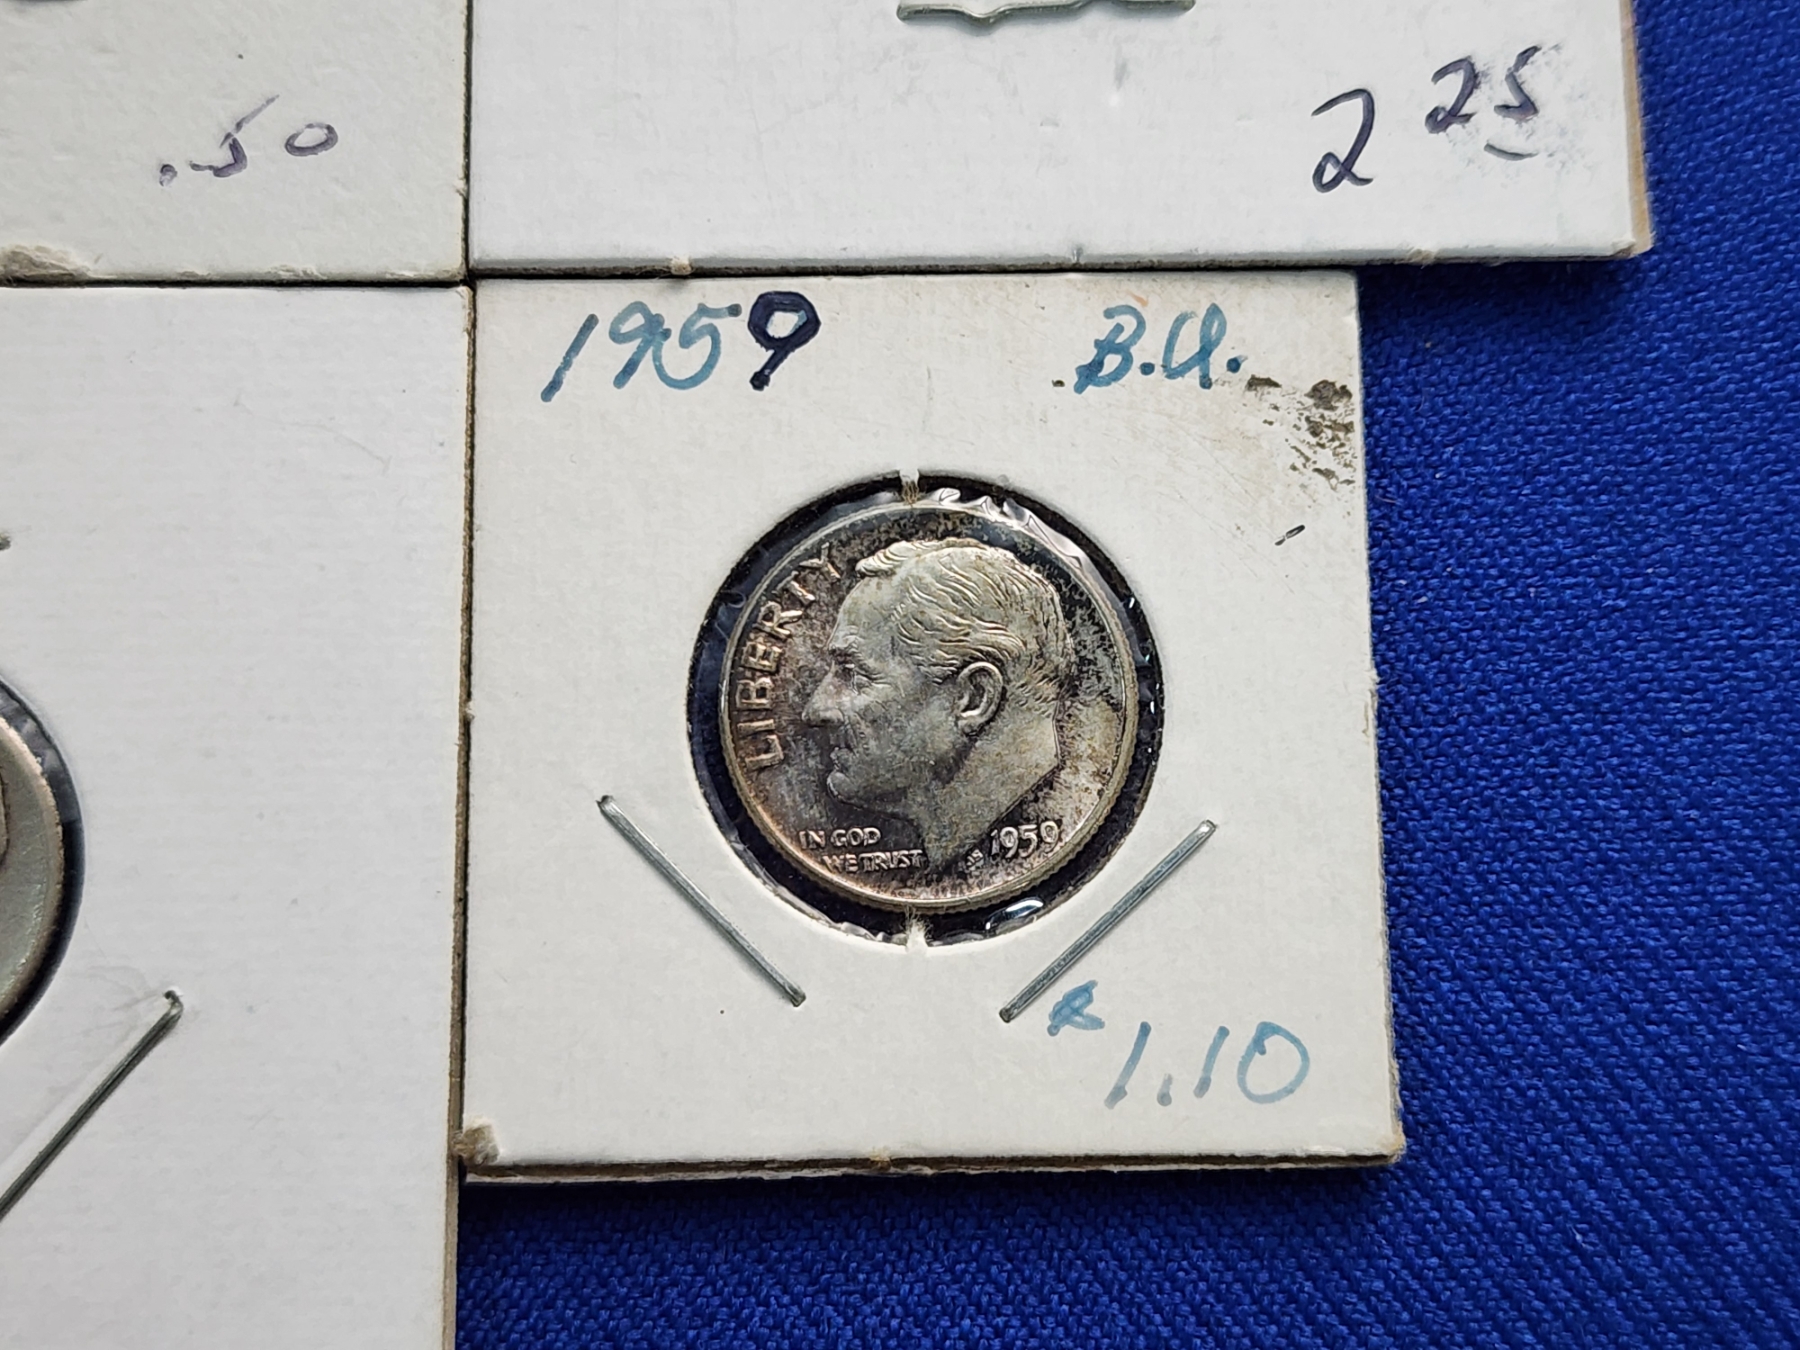 .50
2 25
1959 B.U.
LIBERTY
IN GOD
WE TRUST
1959
1.10